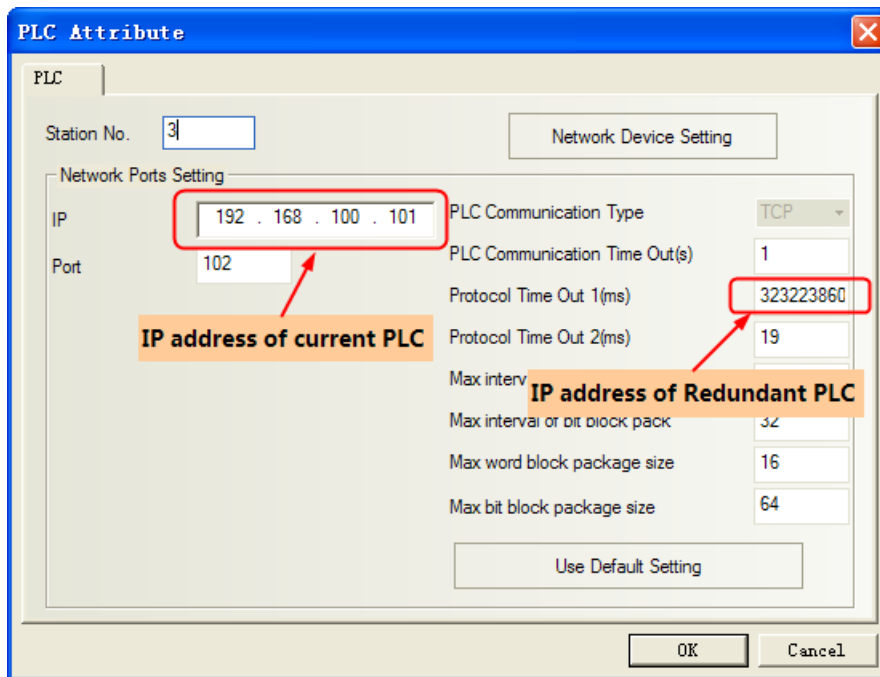 PLC Attribute
PLC
Station No. 3
Network Device Setting
Network Ports Setting
IP 192 . 168 . 100 . 101
Port 102
PLC Communication Type TCP
PLC Communication Time Out(s) 1
Protocol Time Out 1(ms) 323223860
Protocol Time Out 2(ms) 19
IP address of current PLC
Max interv
IP address of Redundant PLC
Max interval of bit block pack 32
Max word block package size 16
Max bit block package size 64
Use Default Setting
OK Cancel